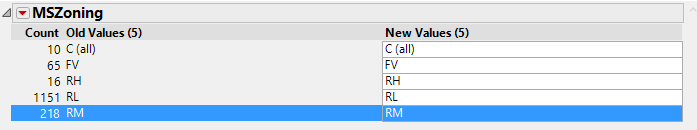 MSZoning
Count Old Values (5) New Values (5)
10 C (all) C (all)
65 FV FV
16 RH RH
1151 RL RL
218 RM RM